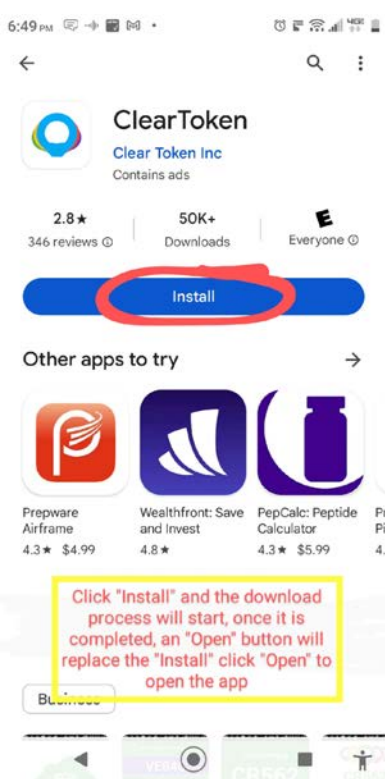 6:49 PM
ClearToken
Clear Token Inc
Contains ads
2.8★ 50K+ E
346 reviews Downloads Everyone
Install
Other apps to try
Prepware Airframe
4.3★ $4.99
Wealthfront: Save and Invest
4.8★
PepCalc: Peptide Calculator
4.3★ $5.99
Click "Install" and the download
process will start, once it is
completed, an "Open" button will
replace the "Install" click "Open" to
open the app
Business